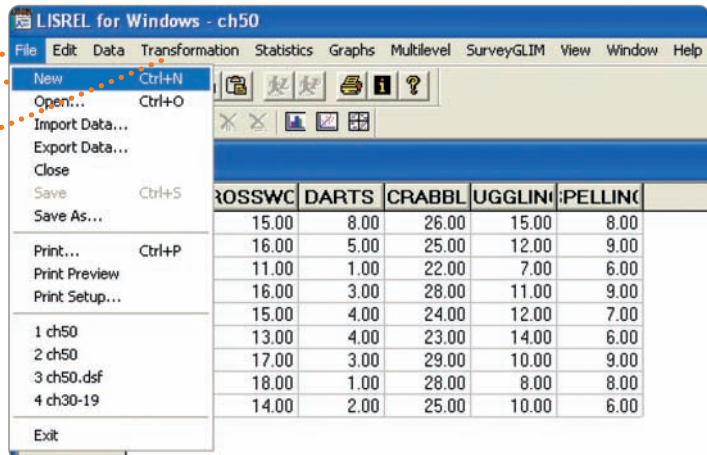 LISREL for Windows - ch50
File Edit Data Transformation Statistics Graphs Multilevel SurveyGLIM View Window Help
New Ctrl+N
Open... Ctrl+O
Import Data...
Export Data...
Close
Save Ctrl+S
Save As...
Print... Ctrl+P
Print Preview
Print Setup...
1 ch50
2 ch50
3 ch50.dsf
4 ch30-19
Exit
ROSSWC DARTS CRABBL UGGLIN PELLIN
15.00 8.00 26.00 15.00 8.00
16.00 5.00 25.00 12.00 9.00
11.00 1.00 22.00 7.00 6.00
16.00 3.00 28.00 11.00 9.00
15.00 4.00 24.00 12.00 7.00
13.00 4.00 23.00 14.00 6.00
17.00 3.00 29.00 10.00 9.00
18.00 1.00 28.00 8.00 8.00
14.00 2.00 25.00 10.00 6.00